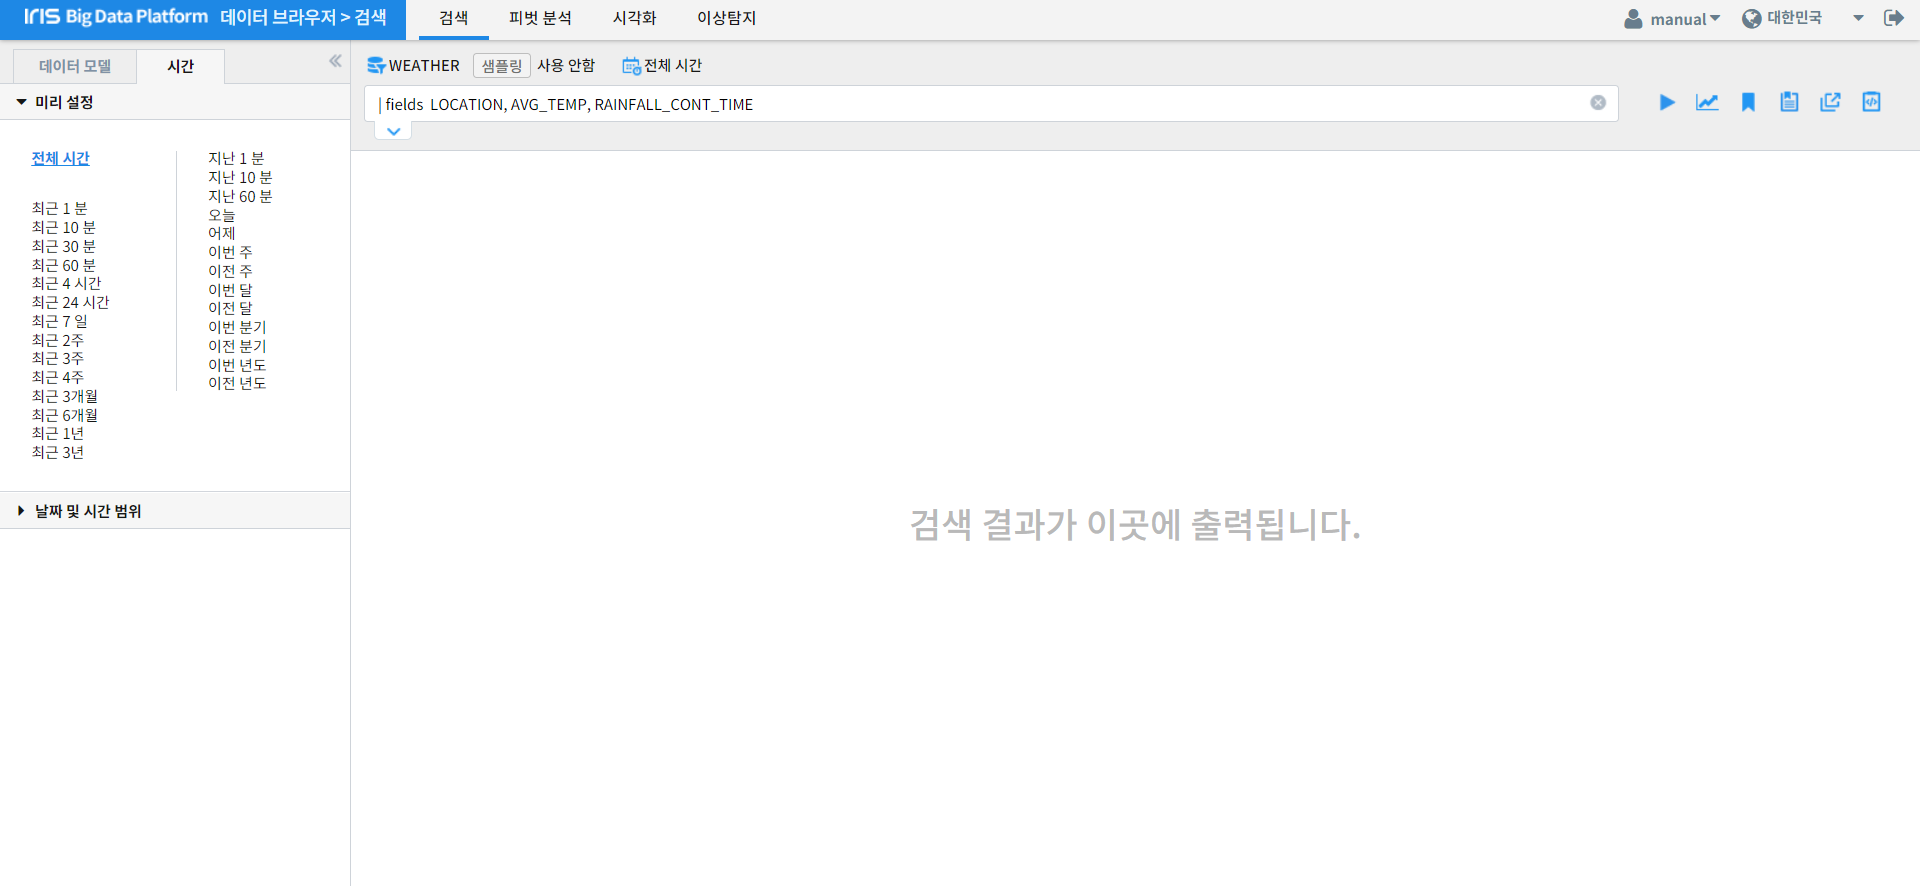 IRIS Big Data Platform 데이터 브라우저 > 검색
검색 피벗 분석 시각화 이상탐지
manual 대한민국
데이터 모델 시간
WEATHER 샘플링 사용 안함 전체 시간
미리 설정
| fields LOCATION, AVG_TEMP, RAINFALL_CONT_TIME
전체 시간
최근 1 분
최근 10 분
최근 30 분
최근 60 분
최근 4 시간
최근 24 시간
최근 7 일
최근 2주
최근 3주
최근 4주
최근 3개월
최근 6개월
최근 1년
최근 3년
지난 1 분
지난 10 분
지난 60 분
오늘
어제
이번 주
이전 주
이번 달
이전 달
이번 분기
이전 분기
이번 년도
이전 년도
날짜 및 시간 범위
검색 결과가 이곳에 출력됩니다.